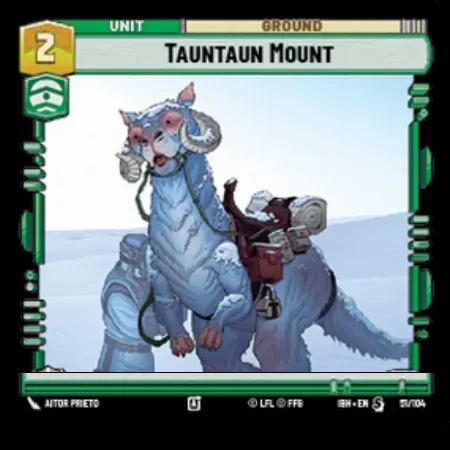 2
UNIT
GROUND
TAUNTAUN MOUNT
AITOR PRIETO
© LFL © FFG
IBH • EN
51/104